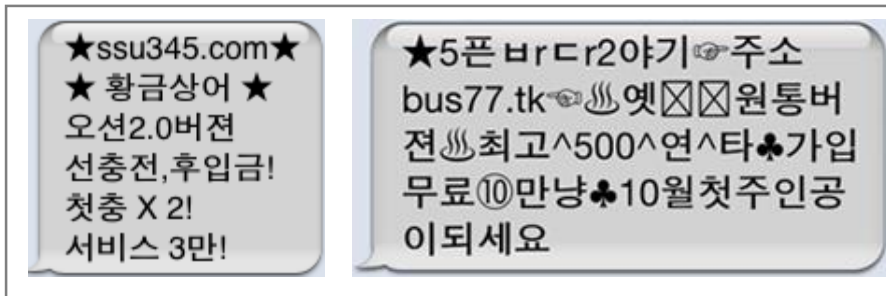 ★ssu345.com★
★ 황금상어 ★
오션2.0버젼
선충전,후입금!
첫충 X 2!
서비스 3만!
★5픈ㅂrㄷr2야기☞주소
bus77.tk☜♨옛☒☒원통버
젼♨최고^500^연^타♣가입
무료⑩만냥♣10월첫주인공
이되세요